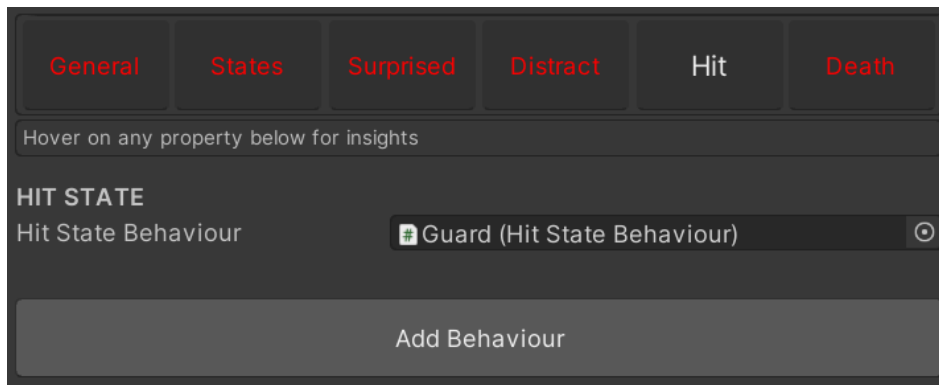 General States Surprised Distract Hit Death
Hover on any property below for insights
HIT STATE
Hit State Behaviour Guard (Hit State Behaviour)
Add Behaviour